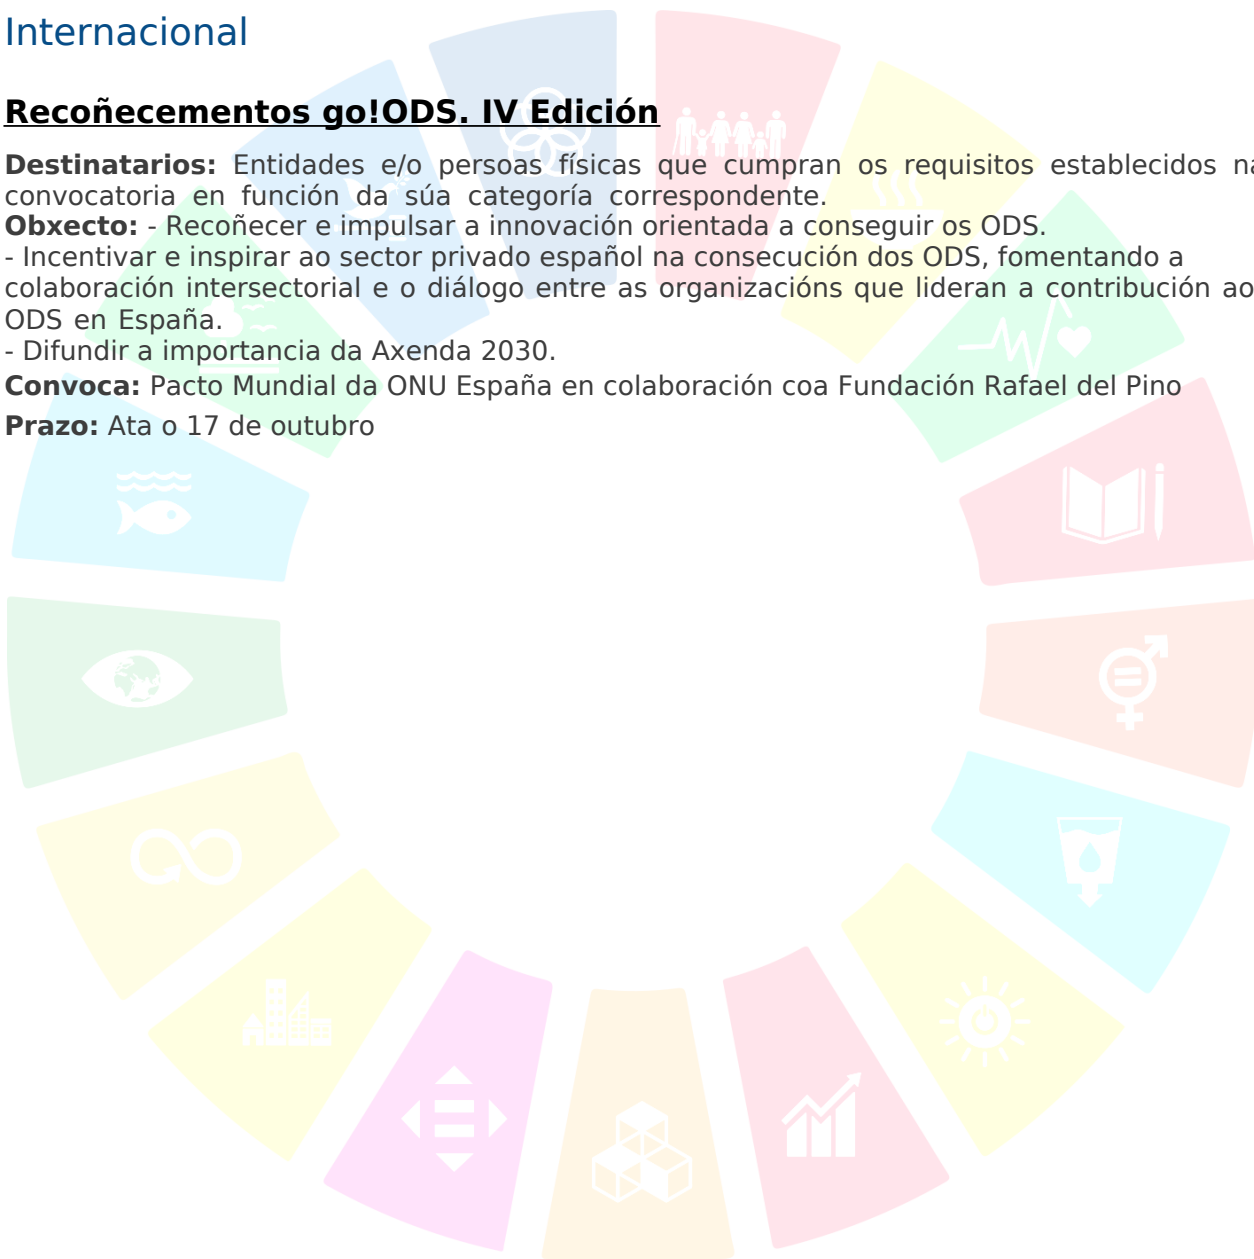 Internacional
Recoñecementos go!ODS. IV Edición
Destinatarios: Entidades e/o persoas físicas que cumpran os requisitos establecidos na
convocatoria en función da súa categoría correspondente.
Obxecto: - Recoñecer e impulsar a innovación orientada a conseguir os ODS.
- Incentivar e inspirar ao sector privado español na consecución dos ODS, fomentando a
colaboración intersectorial e o diálogo entre as organizacións que lideran a contribución ao
ODS en España.
- Difundir a importancia da Axenda 2030.
Convoca: Pacto Mundial da ONU España en colaboración coa Fundación Rafael del Pino
Prazo: Ata o 17 de outubro